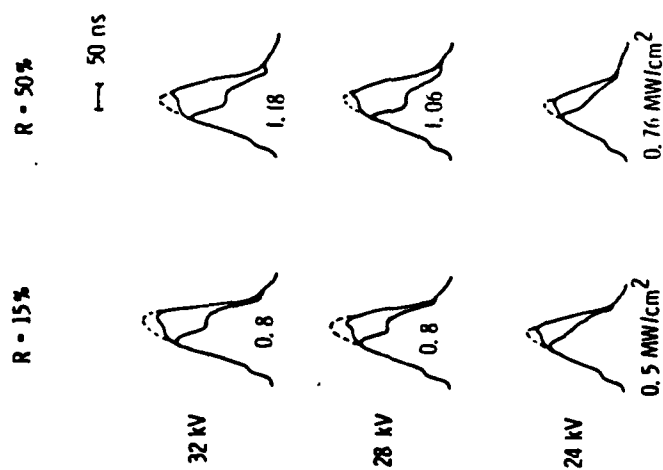 R = 15% R = 50%
50 ns
32 kV 0.8 1.18
28 kV 0.8 1.06
24 kV 0.5 MW/cm² 0.76 MW/cm²